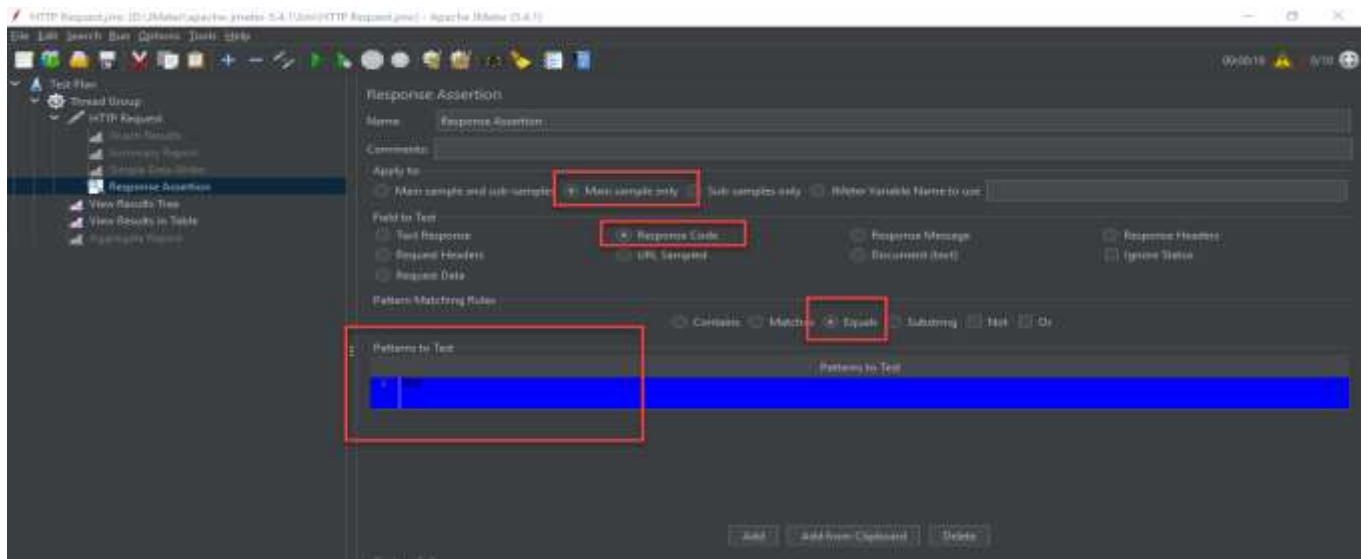 HTTP Request.jmx (D:\JMeter\apache-jmeter-5.4.1\bin\HTTP Request.jmx) - Apache JMeter (5.4.1)
File Edit Search Run Options Tools Help
00:00:10 0/10
Test Plan
Thread Group
HTTP Request
Graph Results
Summary Report
Simple Data Writer
Response Assertion
View Results Tree
View Results in Table
Aggregate Report
Response Assertion
Name: Response Assertion
Comments:
Apply to:
Main sample and sub-samples Main sample only Sub-samples only JMeter Variable Name to use
Field to Test
Text Response Response Code Response Message Response Headers
Request Headers URL Sampled Document (text) Ignore Status
Request Data
Pattern Matching Rules
Contains Matches Equals Substring Not Or
Patterns to Test
Patterns to Test
Add Add from Clipboard Delete